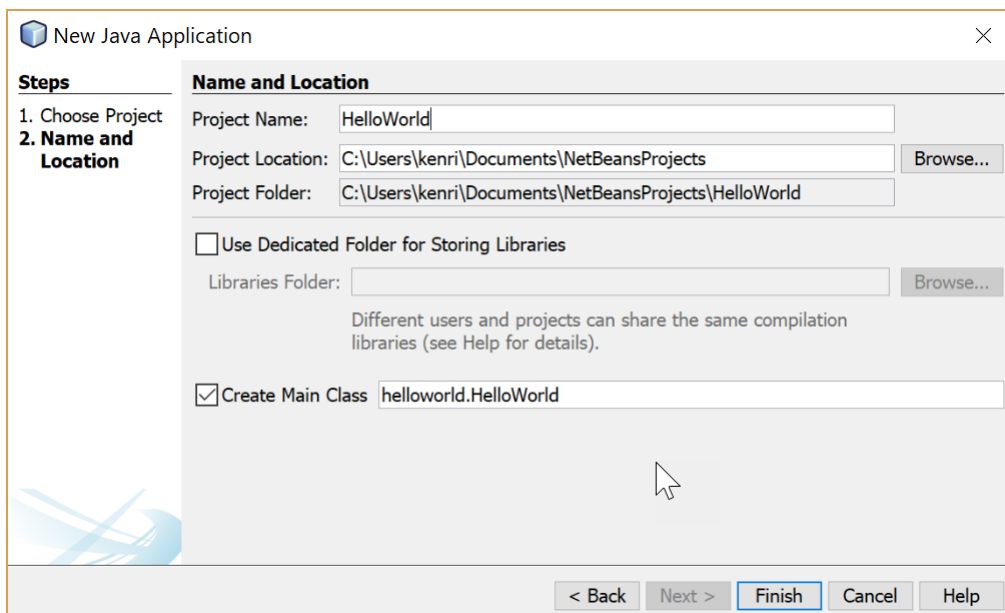 New Java Application
Steps
1. Choose Project
2. Name and
Location
Name and Location
Project Name: HelloWorld
Project Location: C:\Users\kenri\Documents\NetBeansProjects Browse...
Project Folder: C:\Users\kenri\Documents\NetBeansProjects\HelloWorld
Use Dedicated Folder for Storing Libraries
Libraries Folder: Browse...
Different users and projects can share the same compilation
libraries (see Help for details).
Create Main Class helloworld.HelloWorld
< Back Next > Finish Cancel Help